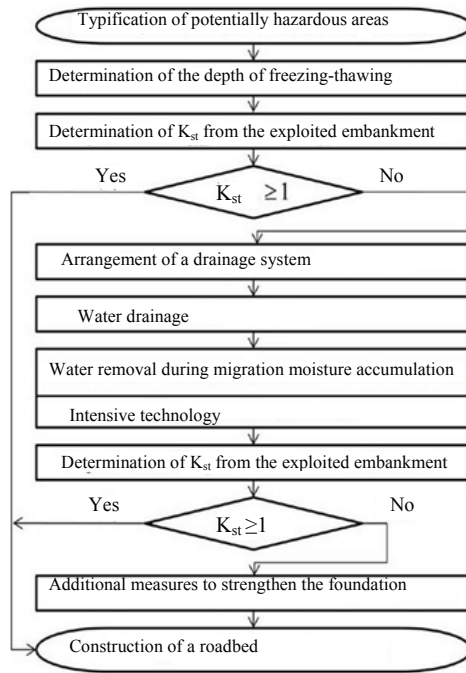 Typification of potentially hazardous areas
Determination of the depth of freezing-thawing
Determination of Kst from the exploited embankment
Yes
No
Kst ≥1
Arrangement of a drainage system
Water drainage
Water removal during migration moisture accumulation
Intensive technology
Determination of Kst from the exploited embankment
Yes
No
Kst ≥1
Additional measures to strengthen the foundation
Construction of a roadbed